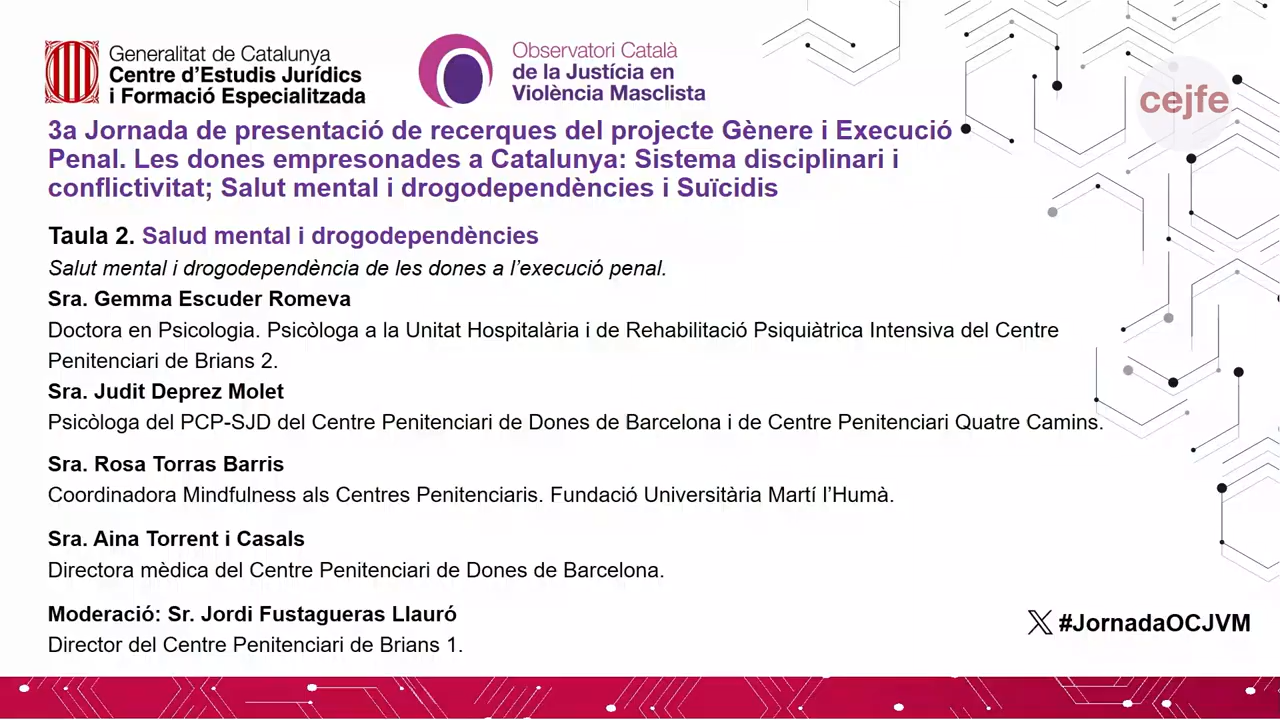 Generalitat de Catalunya
Centre d'Estudis Jurídics
i Formació Especialitzada
Observatori Català
de la Justícia en
Violència Masclista
cejfe
3a Jornada de presentació de recerques del projecte Gènere i Execució
Penal. Les dones empresonades a Catalunya: Sistema disciplinari i
conflictivitat; Salut mental i drogodependències i Suïcidis
Taula 2. Salud mental i drogodependències
Salut mental i drogodependència de les dones a l'execució penal.
Sra. Gemma Escuder Romeva
Doctora en Psicologia. Psicòloga a la Unitat Hospitalària i de Rehabilitació Psiquiàtrica Intensiva del Centre
Penitenciari de Brians 2.
Sra. Judit Deprez Molet
Psicòloga del PCP-SJD del Centre Penitenciari de Dones de Barcelona i de Centre Penitenciari Quatre Camins.
Sra. Rosa Torras Barris
Coordinadora Mindfulness als Centres Penitenciaris. Fundació Universitària Martí l'Humà.
Sra. Aina Torrent i Casals
Directora mèdica del Centre Penitenciari de Dones de Barcelona.
Moderació: Sr. Jordi Fustagueras Llauró
Director del Centre Penitenciari de Brians 1.
#JornadaOCJVM